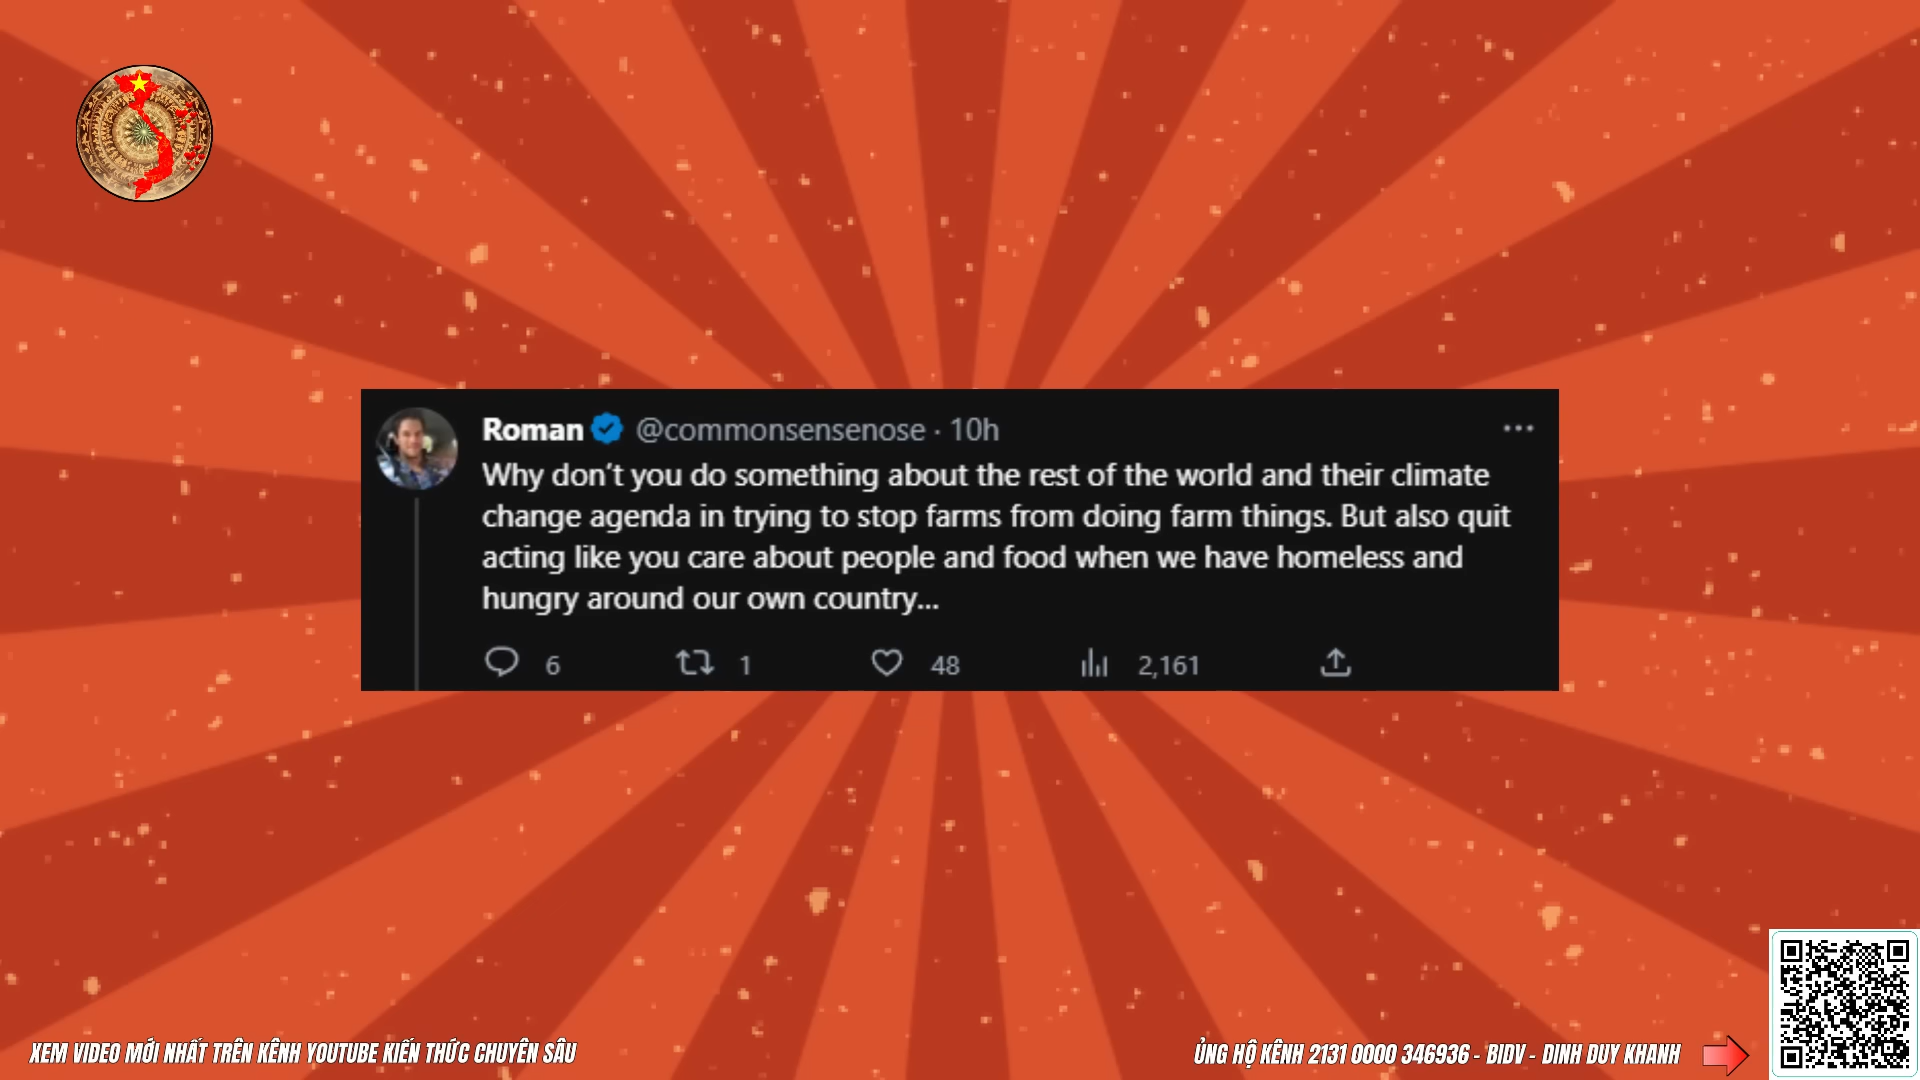 Roman @commonsensenose · 10h
Why don’t you do something about the rest of the world and their climate
change agenda in trying to stop farms from doing farm things. But also quit
acting like you care about people and food when we have homeless and
hungry around our own country...
6 1 48 2,161
XEM VIDEO MỚI NHẤT TRÊN KÊNH YOUTUBE KIẾN THỨC CHUYÊN SÂU
ỦNG HỘ KÊNH 2131 0000 346936 - BIDV - DINH DUY KHANH